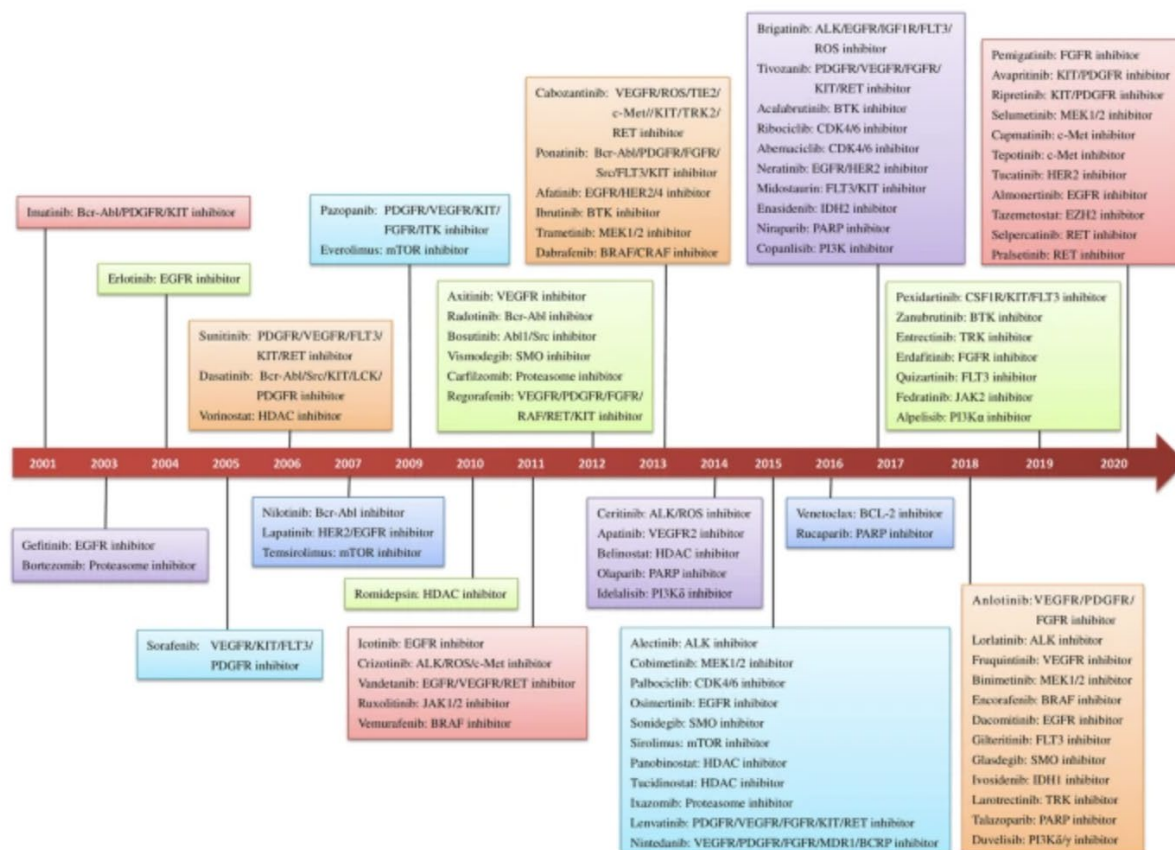 Imatinib: Bcr-Abl/PDGFR/KIT inhibitor
Erlotinib: EGFR inhibitor
Sunitinib: PDGFR/VEGFR/FLT3/
KIT/RET inhibitor
Dasatinib: Bcr-Abl/Src/KIT/LCK/
PDGFR inhibitor
Vorinostat: HDAC inhibitor
Pazopanib: PDGFR/VEGFR/KIT/
FGFR/ITK inhibitor
Everolimus: mTOR inhibitor
Axitinib: VEGFR inhibitor
Radotinib: Bcr-Abl inhibitor
Bosutinib: Abl1/Src inhibitor
Vismodegib: SMO inhibitor
Carfilzomib: Proteasome inhibitor
Regorafenib: VEGFR/PDGFR/FGFR/
RAF/RET/KIT inhibitor
Cabozantinib: VEGFR/ROS/TIE2/
c-Met//KIT/TRK2/
RET inhibitor
Ponatinib: Bcr-Abl/PDGFR/FGFR/
Src/FLT3/KIT inhibitor
Afatinib: EGFR/HER2/4 inhibitor
Ibrutinib: BTK inhibitor
Trametinib: MEK1/2 inhibitor
Dabrafenib: BRAF/CRAF inhibitor
Brigatinib: ALK/EGFR/IGF1R/FLT3/
ROS inhibitor
Tivozanib: PDGFR/VEGFR/FGFR/
KIT/RET inhibitor
Acalabrutinib: BTK inhibitor
Ribociclib: CDK4/6 inhibitor
Abemaciclib: CDK4/6 inhibitor
Neratinib: EGFR/HER2 inhibitor
Midostaurin: FLT3/KIT inhibitor
Enasidenib: IDH2 inhibitor
Niraparib: PARP inhibitor
Copanlisib: PI3K inhibitor
Pexidartinib: CSF1R/KIT/FLT3 inhibitor
Zanubrutinib: BTK inhibitor
Entrectinib: TRK inhibitor
Erdafitinib: FGFR inhibitor
Quizartinib: FLT3 inhibitor
Fedratinib: JAK2 inhibitor
Alpelisib: PI3Kα inhibitor
Pemigatinib: FGFR inhibitor
Avapritinib: KIT/PDGFR inhibitor
Ripretinib: KIT/PDGFR inhibitor
Selumetinib: MEK1/2 inhibitor
Capmatinib: c-Met inhibitor
Tepotinib: c-Met inhibitor
Tucatinib: HER2 inhibitor
Almonertinib: EGFR inhibitor
Tazemetostat: EZH2 inhibitor
Selpercatinib: RET inhibitor
Pralsetinib: RET inhibitor
2001 2003 2004 2005 2006 2007 2009 2010 2011 2012 2013 2014 2015 2016 2017 2018 2019 2020
Gefitinib: EGFR inhibitor
Bortezomib: Proteasome inhibitor
Sorafenib: VEGFR/KIT/FLT3/
PDGFR inhibitor
Nilotinib: Bcr-Abl inhibitor
Lapatinib: HER2/EGFR inhibitor
Temsirolimus: mTOR inhibitor
Romidepsin: HDAC inhibitor
Icotinib: EGFR inhibitor
Crizotinib: ALK/ROS/c-Met inhibitor
Vandetanib: EGFR/VEGFR/RET inhibitor
Ruxolitinib: JAK1/2 inhibitor
Vemurafenib: BRAF inhibitor
Ceritinib: ALK/ROS inhibitor
Apatinib: VEGFR2 inhibitor
Belinostat: HDAC inhibitor
Olaparib: PARP inhibitor
Idelalisib: PI3Kδ inhibitor
Alectinib: ALK inhibitor
Cobimetinib: MEK1/2 inhibitor
Palbociclib: CDK4/6 inhibitor
Osimertinib: EGFR inhibitor
Sonidegib: SMO inhibitor
Sirolimus: mTOR inhibitor
Panobinostat: HDAC inhibitor
Tucidinostat: HDAC inhibitor
Ixazomib: Proteasome inhibitor
Lenvatinib: PDGFR/VEGFR/FGFR/KIT/RET inhibitor
Nintedanib: VEGFR/PDGFR/FGFR/MDR1/BCRP inhibitor
Venetoclax: BCL-2 inhibitor
Rucaparib: PARP inhibitor
Anlotinib: VEGFR/PDGFR/
FGFR inhibitor
Lorlatinib: ALK inhibitor
Fruquintinib: VEGFR inhibitor
Binimetinib: MEK1/2 inhibitor
Encorafenib: BRAF inhibitor
Dacomitinib: EGFR inhibitor
Gilteritinib: FLT3 inhibitor
Glasdegib: SMO inhibitor
Ivosidenib: IDH1 inhibitor
Larotrectinib: TRK inhibitor
Talazoparib: PARP inhibitor
Duvelisib: PI3Kδ/γ inhibitor